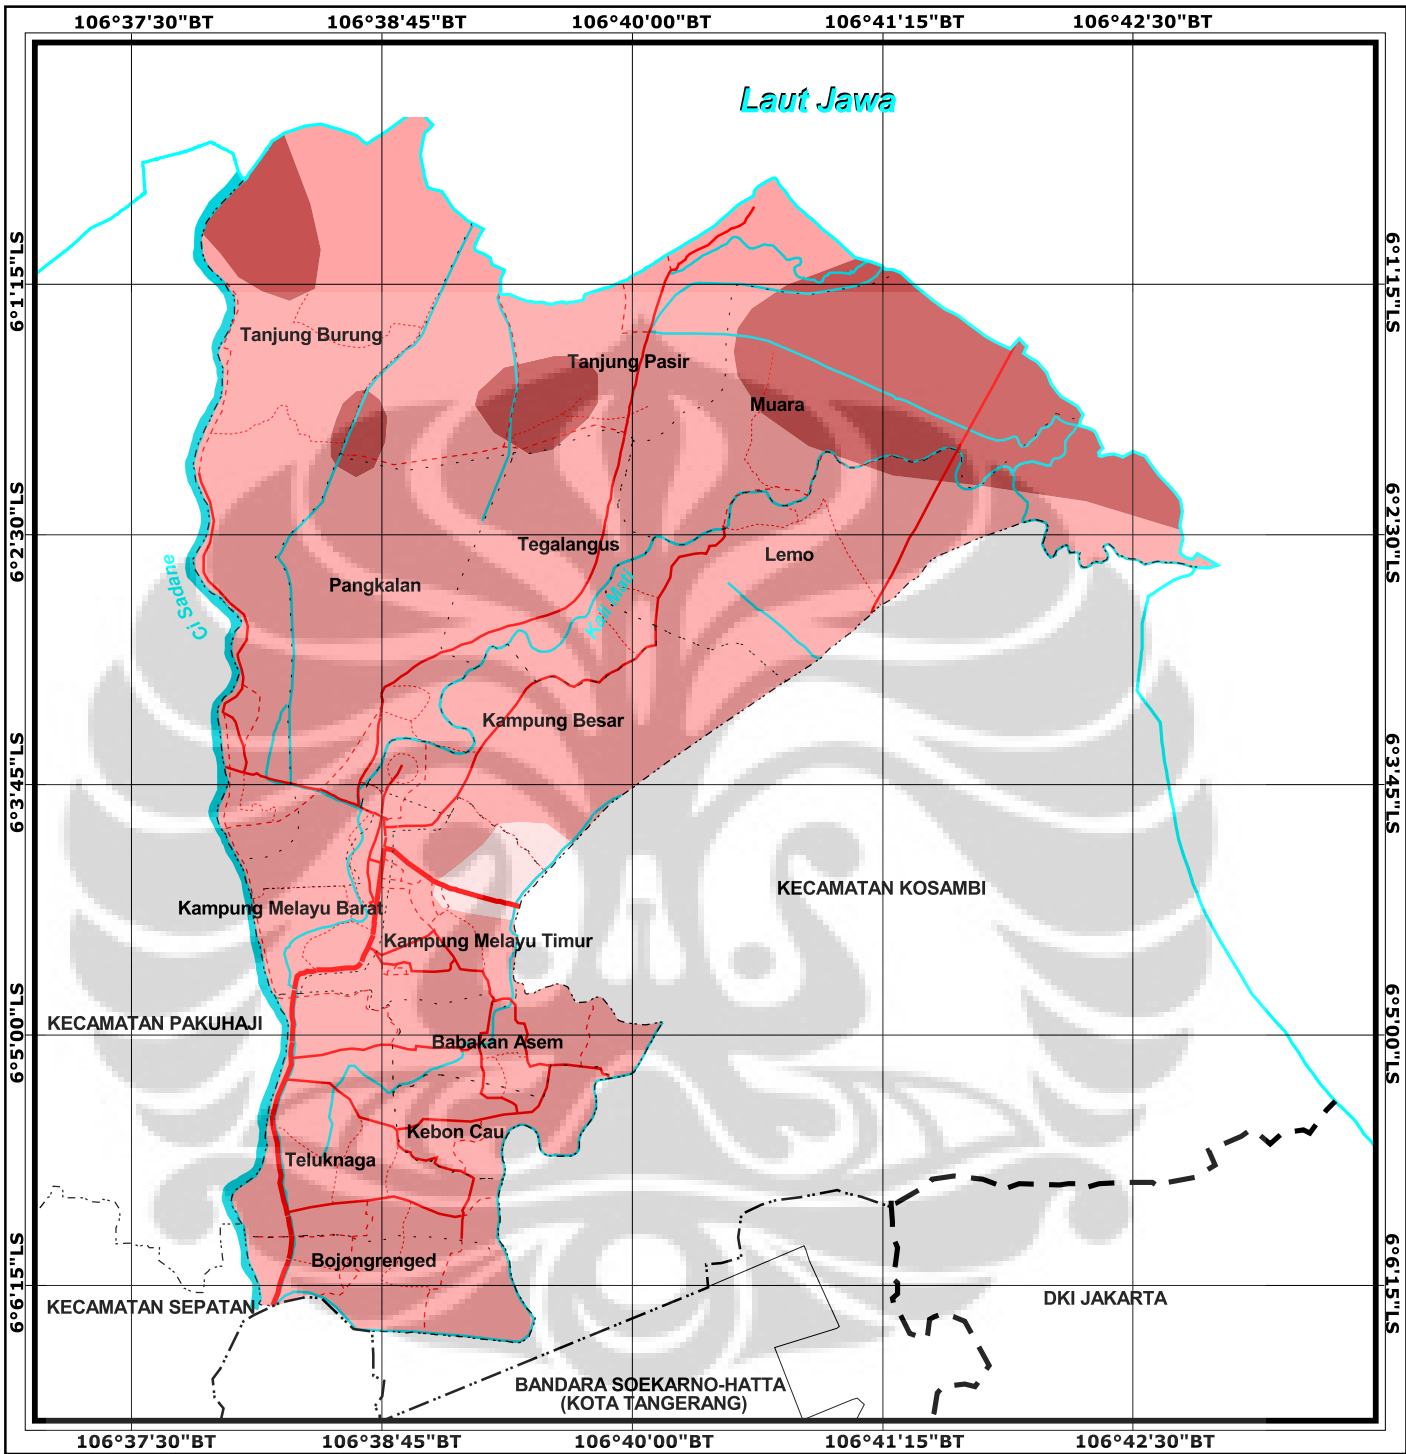 106°37'30"BT 106°38'45"BT 106°40'00"BT 106°41'15"BT 106°42'30"BT
Laut Jawa
6°1'15"LS 6°1'15"LS
Tanjung Burung
Tanjung Pasir
Muara
6°2'30"LS 6°2'30"LS
Tegalangus
Lemo
Pangkalan
Ci Sadane
Kali Mati
Kampung Besar
6°3'45"LS 6°3'45"LS
KECAMATAN KOSAMBI
Kampung Melayu Barat
Kampung Melayu Timur
KECAMATAN PAKUHAJI
6°5'00"LS 6°5'00"LS
Babakan Asem
Kebon Cau
Teluknaga
Bojongrenged
6°6'15"LS 6°6'15"LS
KECAMATAN SEPATAN
DKI JAKARTA
BANDARA SOEKARNO-HATTA
(KOTA TANGERANG)
106°37'30"BT 106°38'45"BT 106°40'00"BT 106°41'15"BT 106°42'30"BT